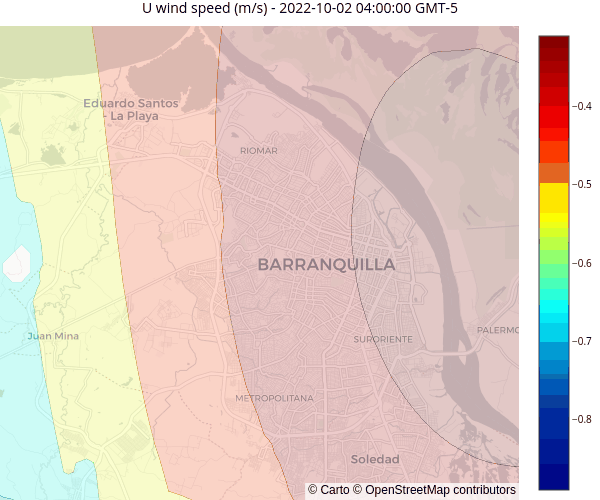 U wind speed (m/s) - 2022-10-02 04:00:00 GMT-5
Eduardo Santos
- La Playa
RIOMAR
BARRANQUILLA
Juan Mina
SURORIENTE
PALERMO
METROPOLITANA
Soledad
© Carto © OpenStreetMap contributors
−0.4
−0.5
−0.6
−0.7
−0.8